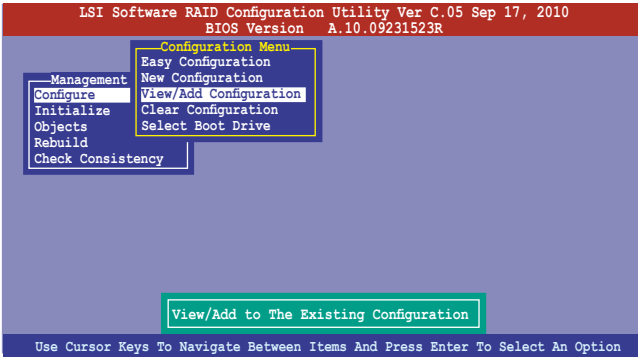 LSI Software RAID Configuration Utility Ver C.05 Sep 17, 2010
BIOS Version A.10.09231523R
Configuration Menu
Easy Configuration
New Configuration
View/Add Configuration
Clear Configuration
Select Boot Drive
Management
Configure
Initialize
Objects
Rebuild
Check Consistency
View/Add to The Existing Configuration
Use Cursor Keys To Navigate Between Items And Press Enter To Select An Option